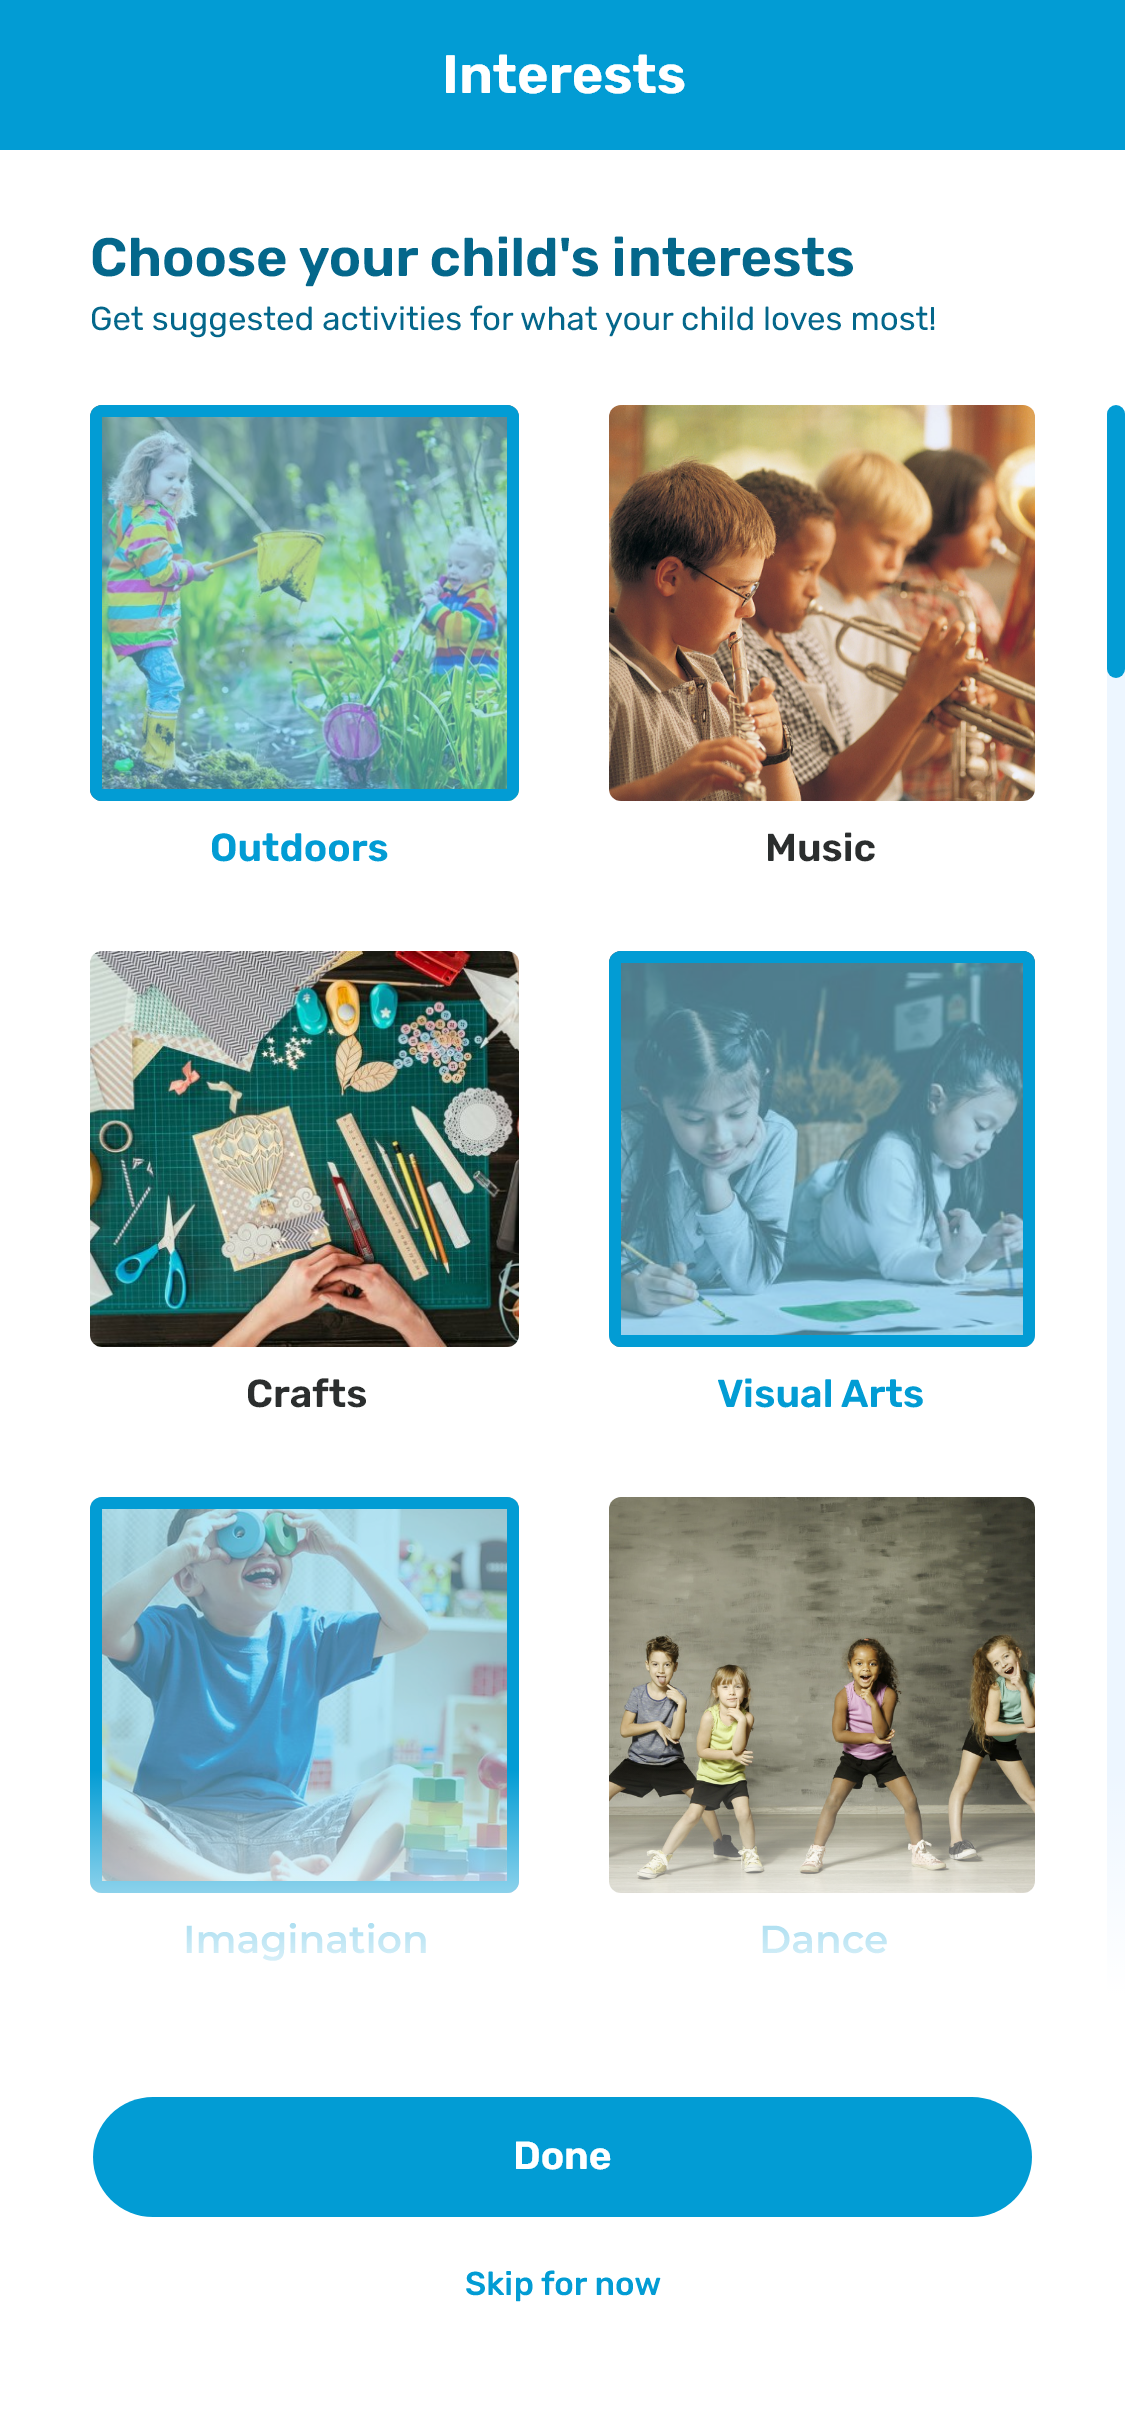 Interests
Choose your child's interests
Get suggested activities for what your child loves most!
Outdoors
Music
Crafts
Visual Arts
Imagination
Dance
Done
Skip for now